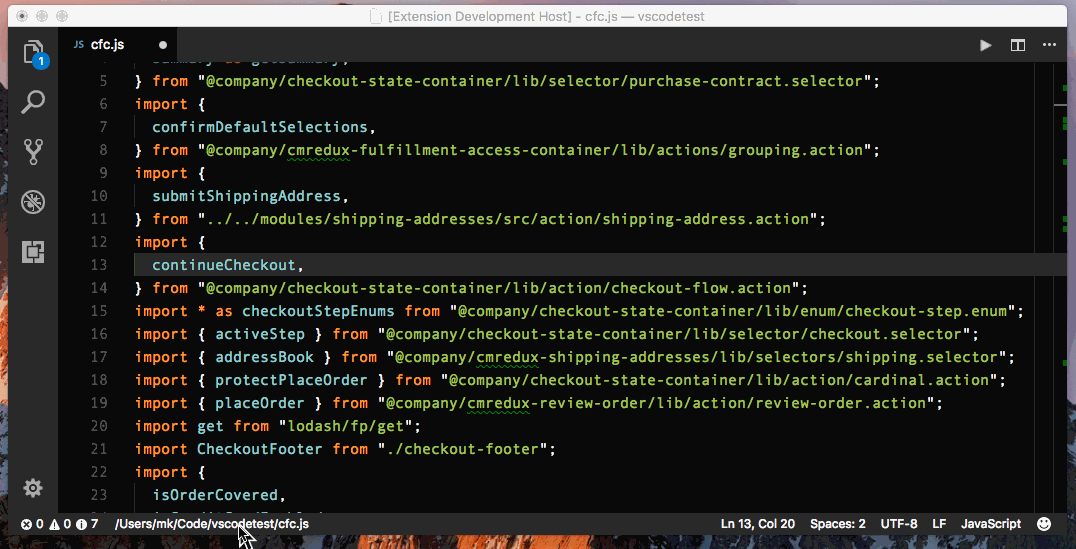 [Extension Development Host] - cfc.js — vscodetest
JS cfc.js
1
5 } from "@company/checkout-state-container/lib/selector/purchase-contract.selector";
6 import {
7 confirmDefaultSelections,
8 } from "@company/cmredux-fulfillment-access-container/lib/actions/grouping.action";
9 import {
10 submitShippingAddress,
11 } from "../../modules/shipping-addresses/src/action/shipping-address.action";
12 import {
13 continueCheckout,
14 } from "@company/checkout-state-container/lib/action/checkout-flow.action";
15 import * as checkoutStepEnums from "@company/checkout-state-container/lib/enum/checkout-step.enum";
16 import { activeStep } from "@company/checkout-state-container/lib/selector/checkout.selector";
17 import { addressBook } from "@company/cmredux-shipping-addresses/lib/selectors/shipping.selector";
18 import { protectPlaceOrder } from "@company/checkout-state-container/lib/action/cardinal.action";
19 import { placeOrder } from "@company/cmredux-review-order/lib/action/review-order.action";
20 import get from "lodash/fp/get";
21 import CheckoutFooter from "./checkout-footer";
22 import {
23 isOrderCovered,
0 0 7 /Users/mk/Code/vscodetest/cfc.js Ln 13, Col 20 Spaces: 2 UTF-8 LF JavaScript